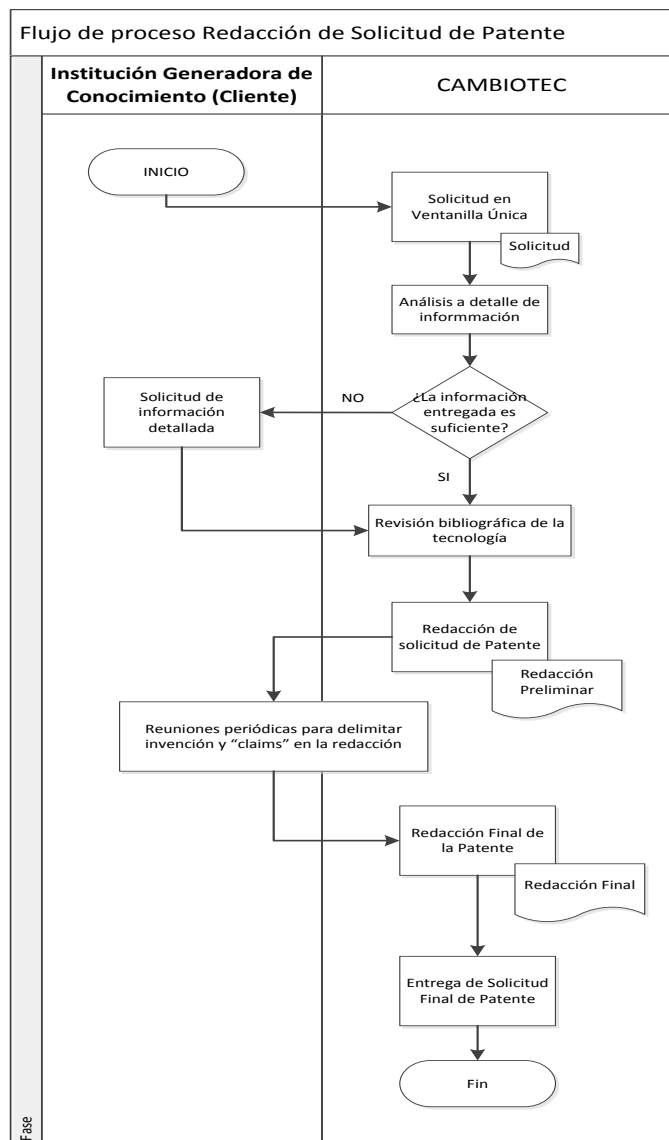 Flujo de proceso Redacción de Solicitud de Patente
Institución Generadora de
Conocimiento (Cliente)
CAMBIOTEC
INICIO
Solicitud en
Ventanilla Única
Solicitud
Análisis a detalle de
informmación
¿La información
entregada es
suficiente?
NO
Solicitud de
información
detallada
SI
Revisión bibliográfica de la
tecnología
Redacción de
solicitud de Patente
Redacción
Preliminar
Reuniones periódicas para delimitar
invención y “claims” en la redacción
Redacción Final de
la Patente
Redacción Final
Entrega de Solicitud
Final de Patente
Fin
Fase